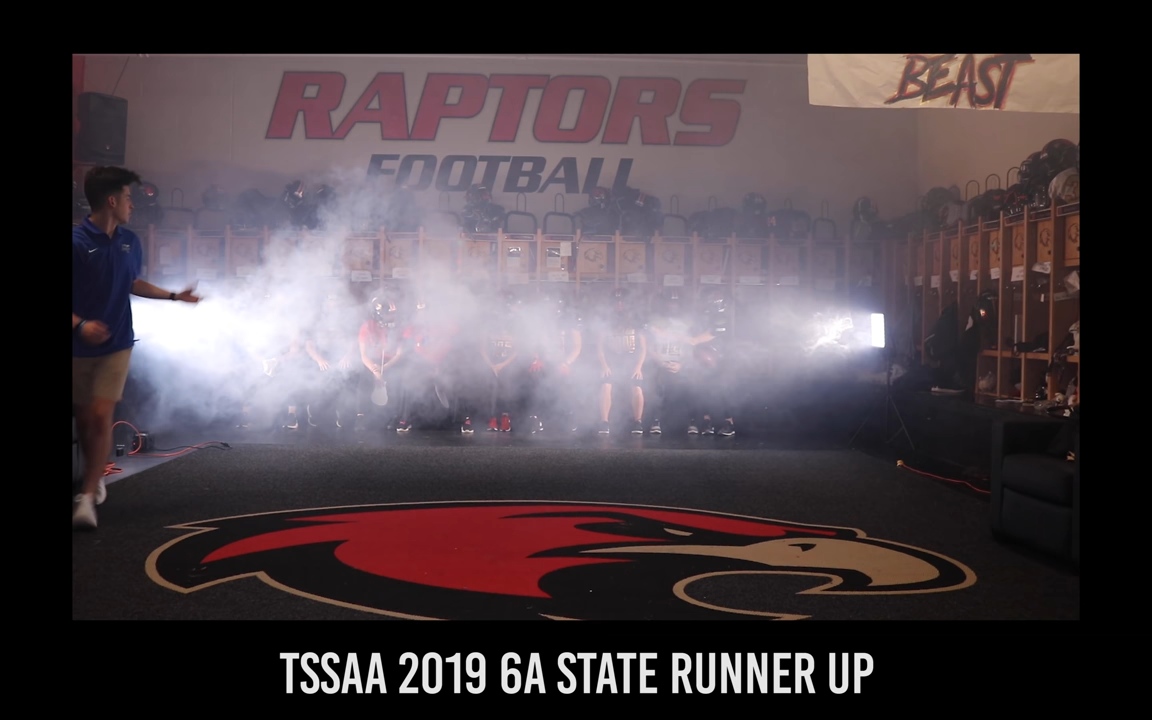 RAPTORS
FOOTBALL
BEAST
TSSAA 2019 6A STATE RUNNER UP